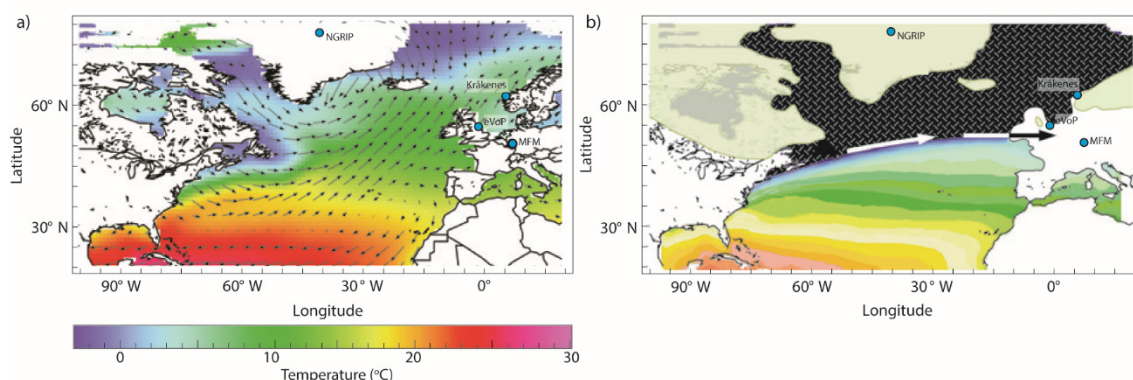 a)
NGRIP
Kråkenes
eVoP
MFM
60° N
30° N
Latitude
90° W
60° W
30° W
0°
Longitude
0
10
20
30
Temperature (°C)
b)
NGRIP
Kråkenes
eVoP
MFM
60° N
30° N
Latitude
90° W
60° W
30° W
0°
Longitude